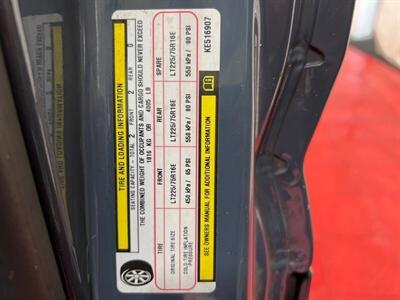 TIRE AND LOADING INFORMATION
SEATING CAPACITY - TOTAL 2 FRONT 2 REAR 0
THE COMBINED WEIGHT OF OCCUPANTS AND CARGO SHOULD NEVER EXCEED
1816 KG OR 4005 LB
TIRE FRONT REAR SPARE
ORIGINAL TIRE SIZE LT225/75R16E LT225/75R16E LT225/75R16E
COLD TIRE INFLATION PRESSURE 450 kPa / 65 PSI 550 kPa / 80 PSI 550 kPa / 80 PSI
SEE OWNERS MANUAL FOR ADDITIONAL INFORMATION
KE516907